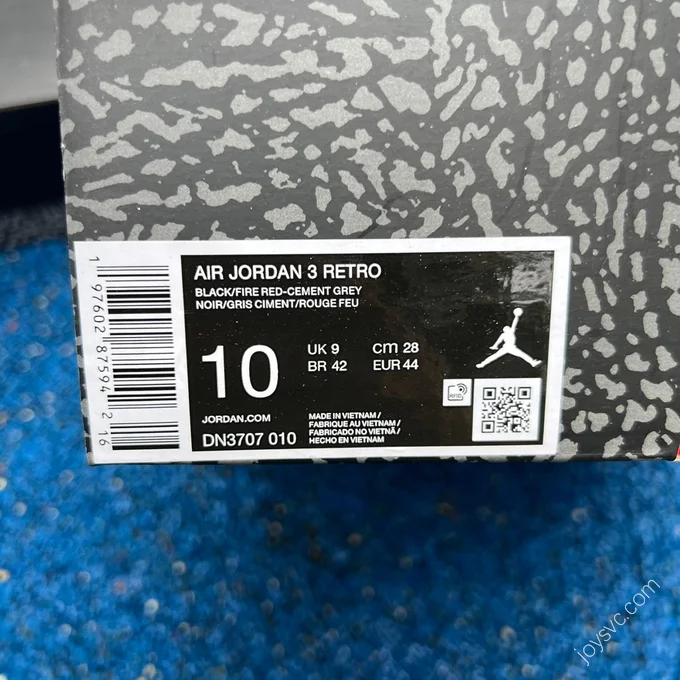 AIR JORDAN 3 RETRO
BLACK/FIRE RED-CEMENT GREY
NOIR/GRIS CIMENT/ROUGE FEU
10
UK 9
cm 28
BR 42
EUR 44
RFID
JORDAN.COM
DN3707 010
MADE IN VIETNAM /
FABRIQUE AU VIETNAM /
FABRICADO NO VIETNÃ /
HECHO EN VIETNAM
1 97602 87594 2 16
joysvc.com